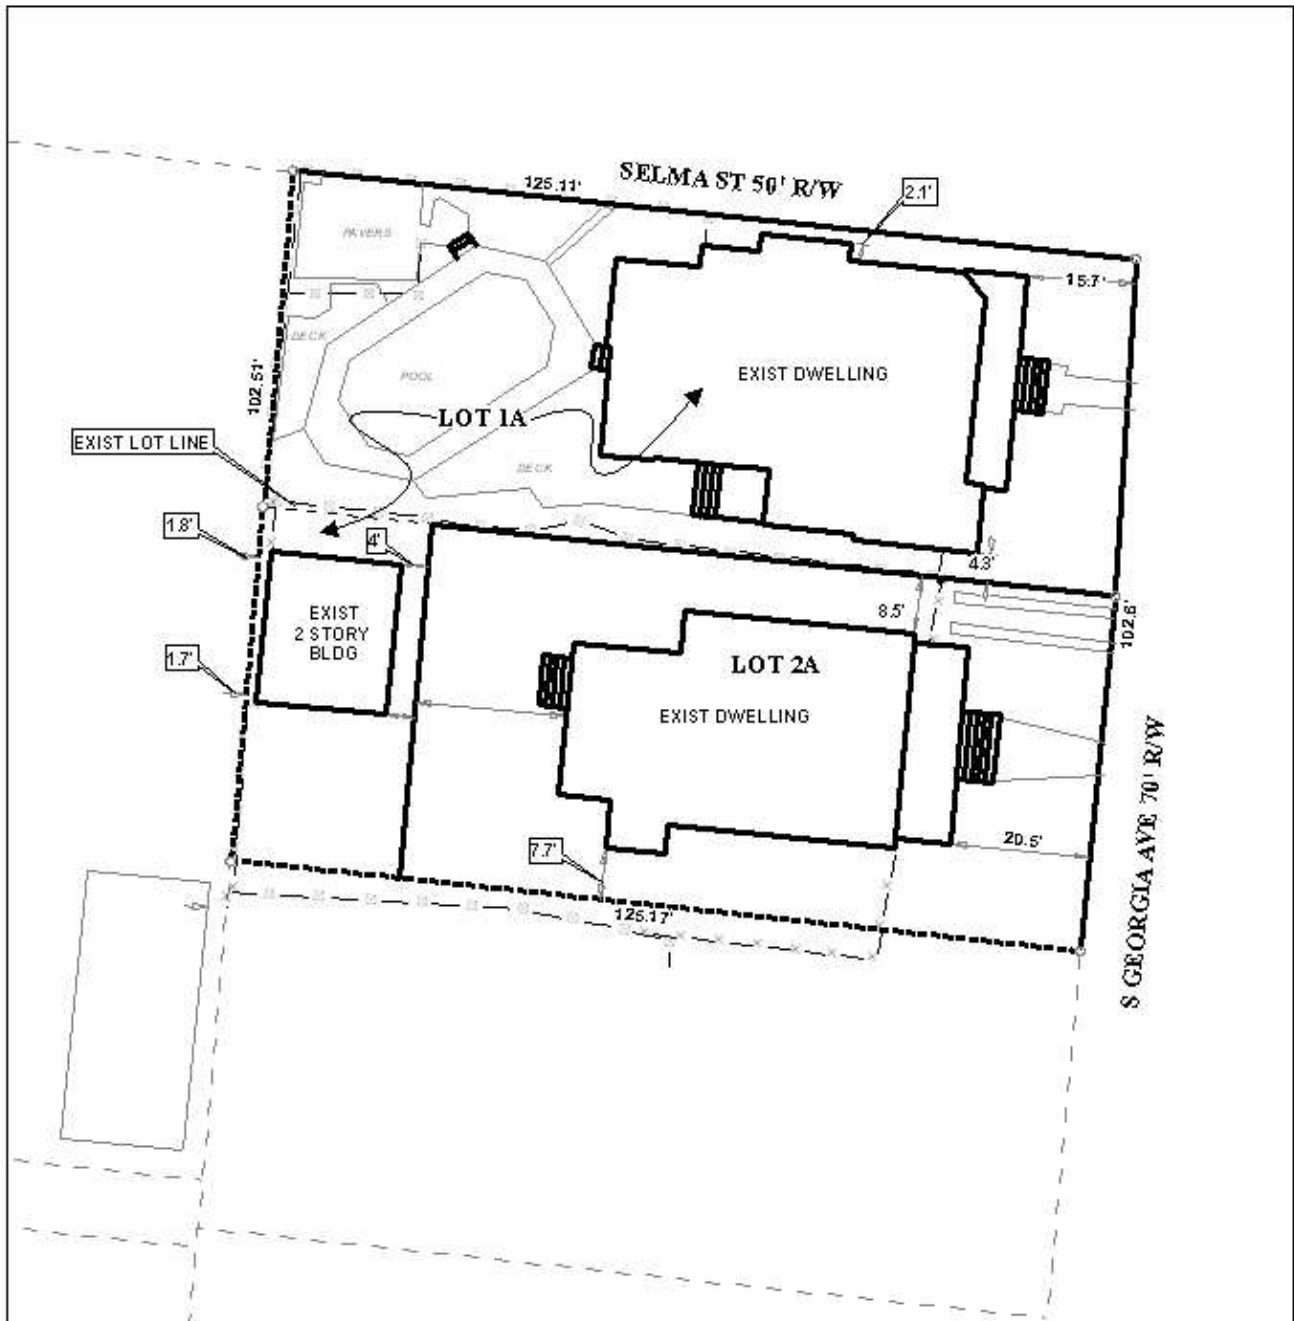 SELMA ST 50' R/W
125.11'
2.1'
PAVERS
15.7'
DECK
EXIST DWELLING
POOL
102.51'
LOT 1A
EXIST LOT LINE
DECK
1.8'
4'
4.3'
EXIST
2 STORY
BLDG
8.5'
102.6'
1.7'
LOT 2A
EXIST DWELLING
S GEORGIA AVE 70' R/W
7.7'
20.5'
125.17'